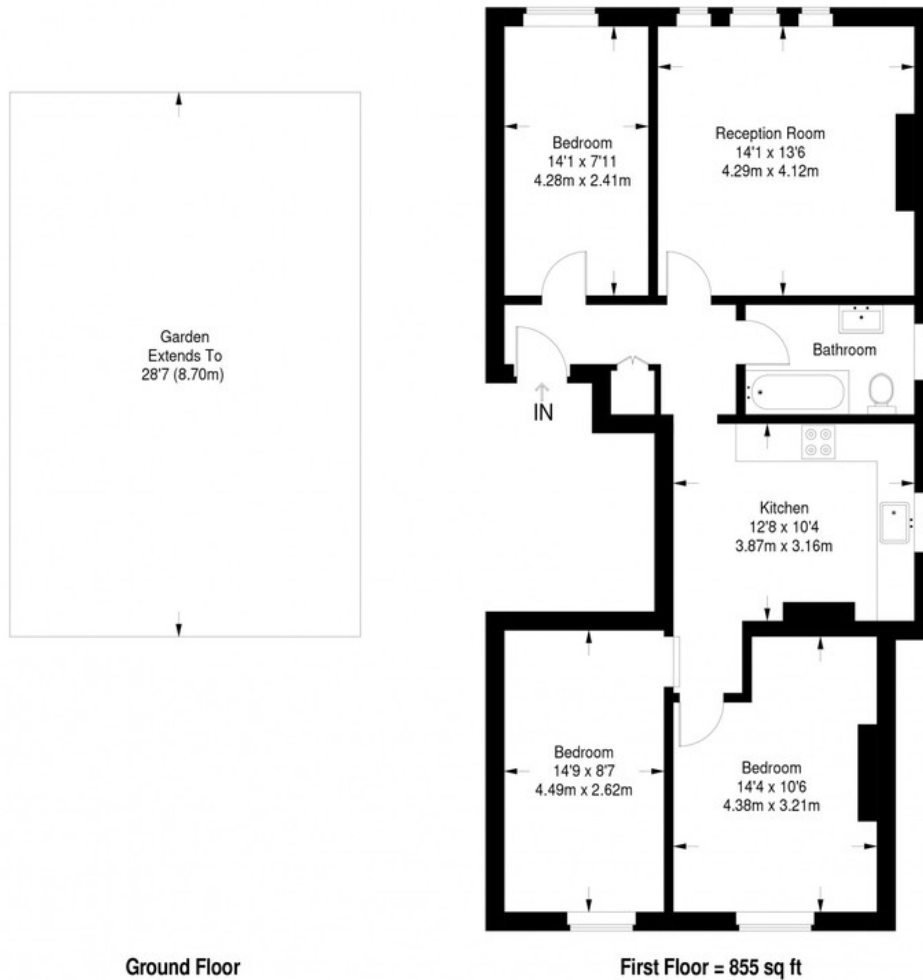 Garden
Extends To
28'7 (8.70m)
Ground Floor
Bedroom
14'1 x 7'11
4.28m x 2.41m
Reception Room
14'1 x 13'6
4.29m x 4.12m
Bathroom
IN
Kitchen
12'8 x 10'4
3.87m x 3.16m
Bedroom
14'9 x 8'7
4.49m x 2.62m
Bedroom
14'4 x 10'6
4.38m x 3.21m
First Floor = 855 sq ft